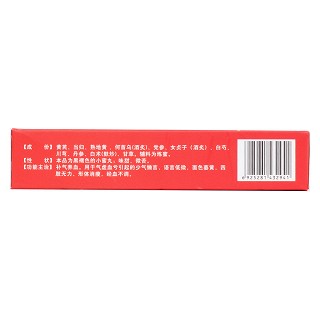 【成　份】黄芪、当归、熟地黄、何首乌(酒炙)、党参、女贞子(酒炙)、白芍、
川芎、丹参、白术(麸炒)、甘草。辅料为炼蜜。
【性　状】本品为黑褐色的小蜜丸；味甜、微苦。
【功能主治】补气养血。用于气虚血亏引起的少气懒言，语言低微，面色萎黄，四
肢无力，形体消瘦，经血不调。
6925281432941